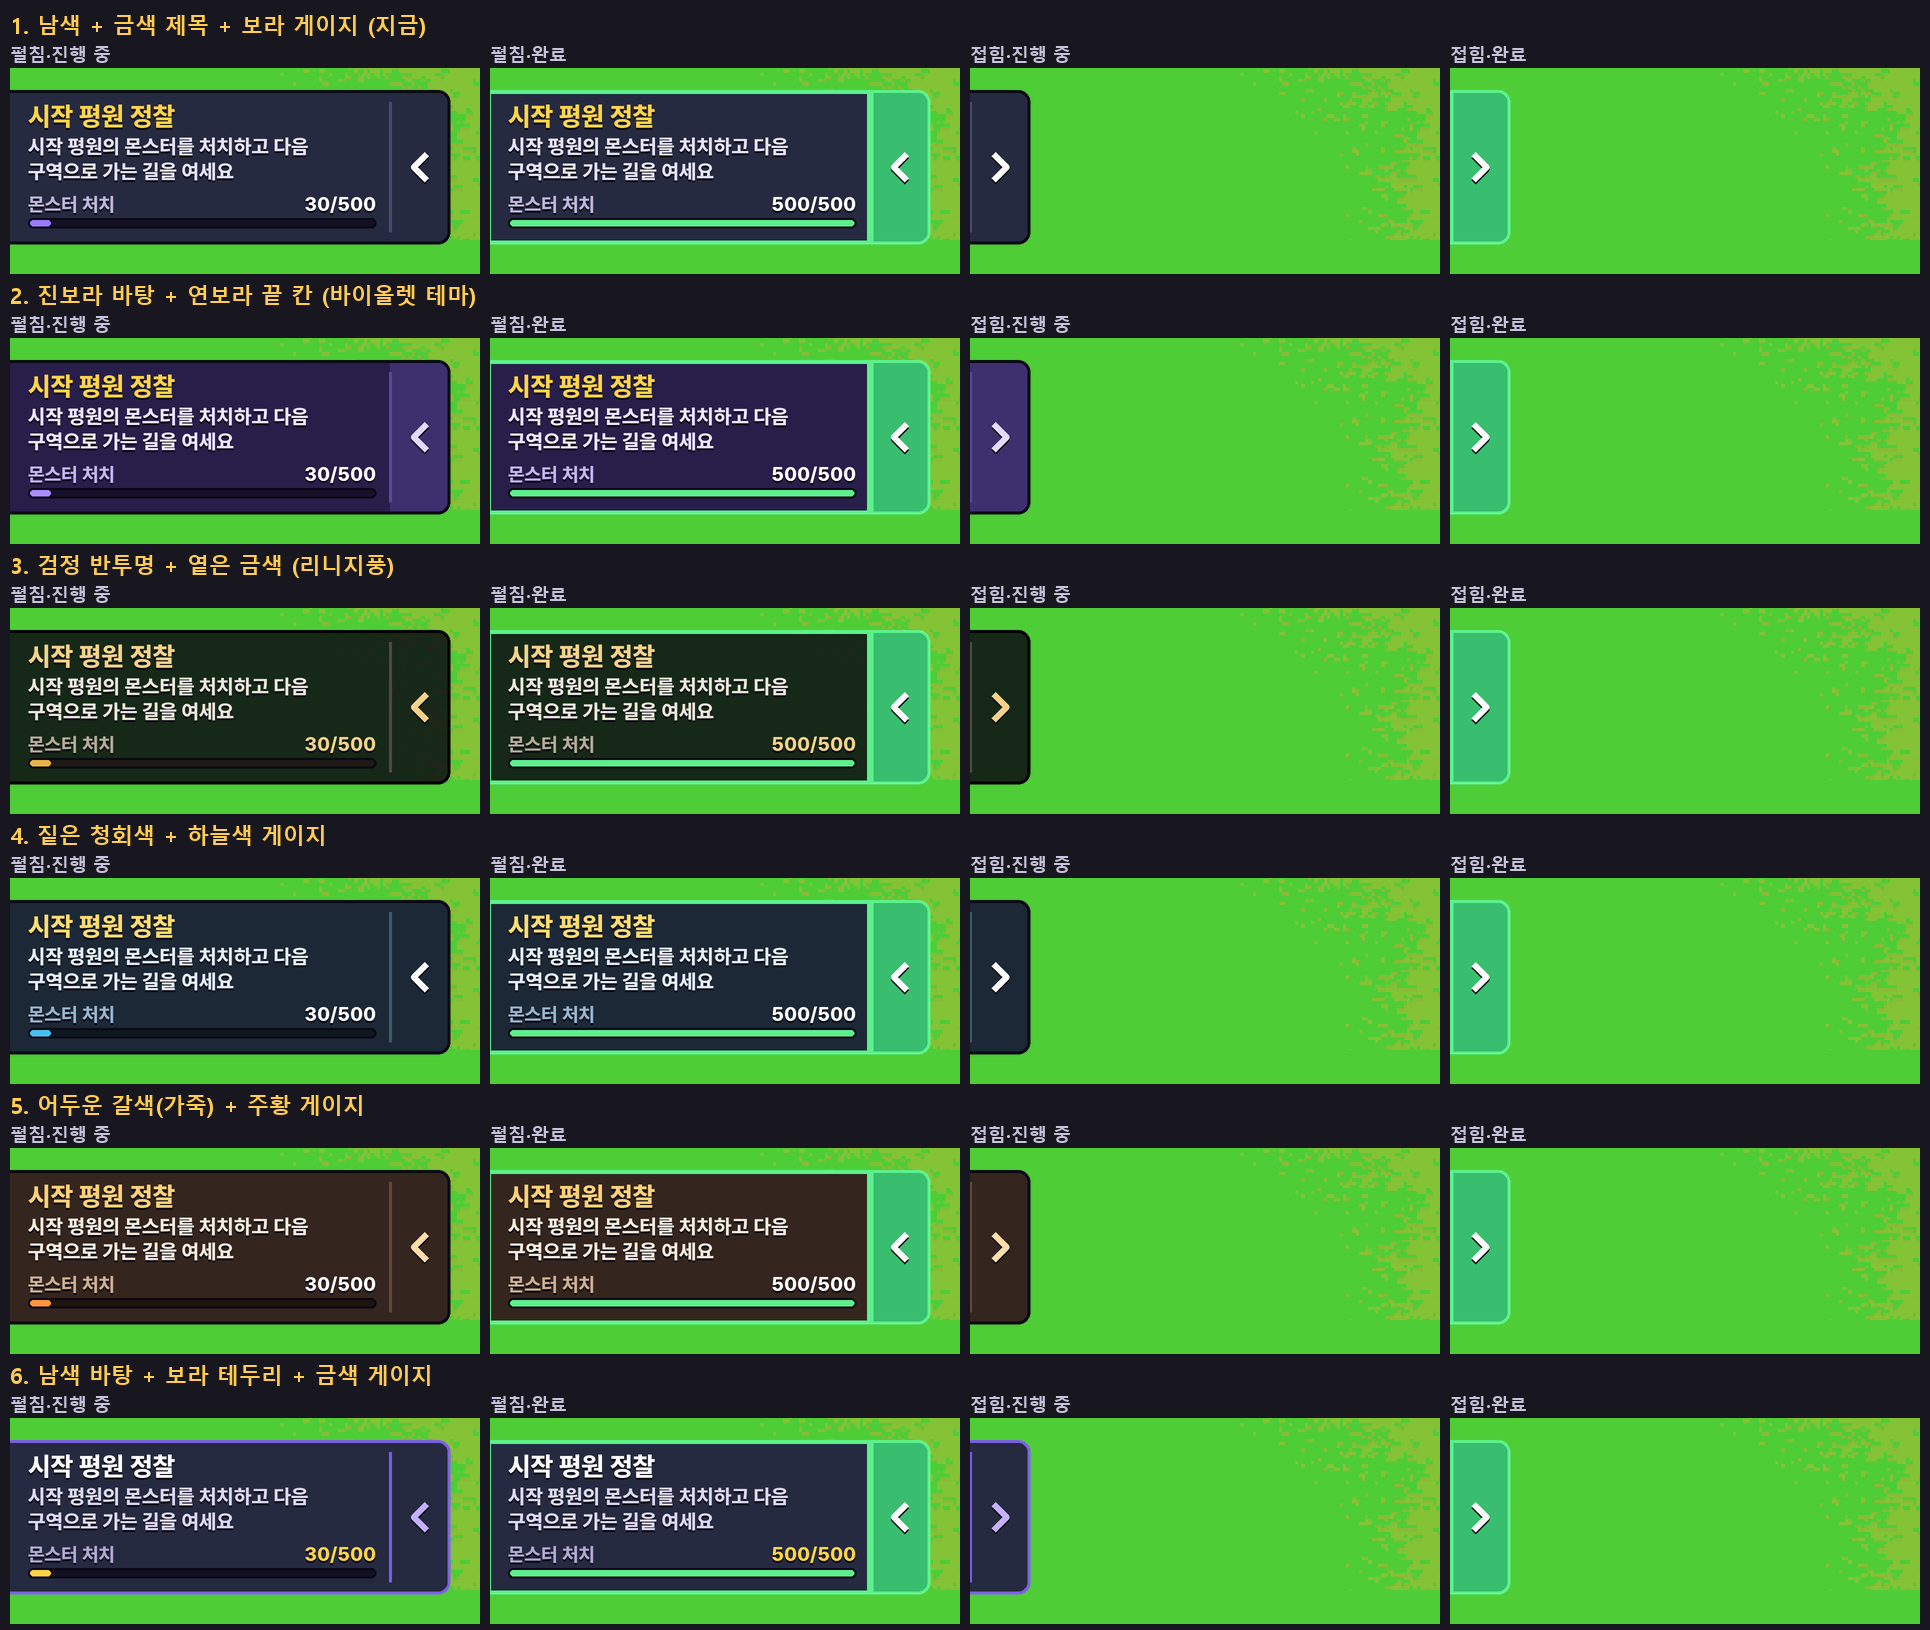 1. 남색 + 금색 제목 + 보라 게이지 (지금)
펼침·진행 중
펼침·완료
접힘·진행 중
접힘·완료
시작 평원 정찰
시작 평원의 몬스터를 처치하고 다음
구역으로 가는 길을 여세요
몬스터 처치
30/500
시작 평원 정찰
시작 평원의 몬스터를 처치하고 다음
구역으로 가는 길을 여세요
몬스터 처치
500/500
2. 진보라 바탕 + 연보라 끝 칸 (바이올렛 테마)
펼침·진행 중
펼침·완료
접힘·진행 중
접힘·완료
시작 평원 정찰
시작 평원의 몬스터를 처치하고 다음
구역으로 가는 길을 여세요
몬스터 처치
30/500
시작 평원 정찰
시작 평원의 몬스터를 처치하고 다음
구역으로 가는 길을 여세요
몬스터 처치
500/500
3. 검정 반투명 + 옅은 금색 (리니지풍)
펼침·진행 중
펼침·완료
접힘·진행 중
접힘·완료
시작 평원 정찰
시작 평원의 몬스터를 처치하고 다음
구역으로 가는 길을 여세요
몬스터 처치
30/500
시작 평원 정찰
시작 평원의 몬스터를 처치하고 다음
구역으로 가는 길을 여세요
몬스터 처치
500/500
4. 짙은 청회색 + 하늘색 게이지
펼침·진행 중
펼침·완료
접힘·진행 중
접힘·완료
시작 평원 정찰
시작 평원의 몬스터를 처치하고 다음
구역으로 가는 길을 여세요
몬스터 처치
30/500
시작 평원 정찰
시작 평원의 몬스터를 처치하고 다음
구역으로 가는 길을 여세요
몬스터 처치
500/500
5. 어두운 갈색(가죽) + 주황 게이지
펼침·진행 중
펼침·완료
접힘·진행 중
접힘·완료
시작 평원 정찰
시작 평원의 몬스터를 처치하고 다음
구역으로 가는 길을 여세요
몬스터 처치
30/500
시작 평원 정찰
시작 평원의 몬스터를 처치하고 다음
구역으로 가는 길을 여세요
몬스터 처치
500/500
6. 남색 바탕 + 보라 테두리 + 금색 게이지
펼침·진행 중
펼침·완료
접힘·진행 중
접힘·완료
시작 평원 정찰
시작 평원의 몬스터를 처치하고 다음
구역으로 가는 길을 여세요
몬스터 처치
30/500
시작 평원 정찰
시작 평원의 몬스터를 처치하고 다음
구역으로 가는 길을 여세요
몬스터 처치
500/500